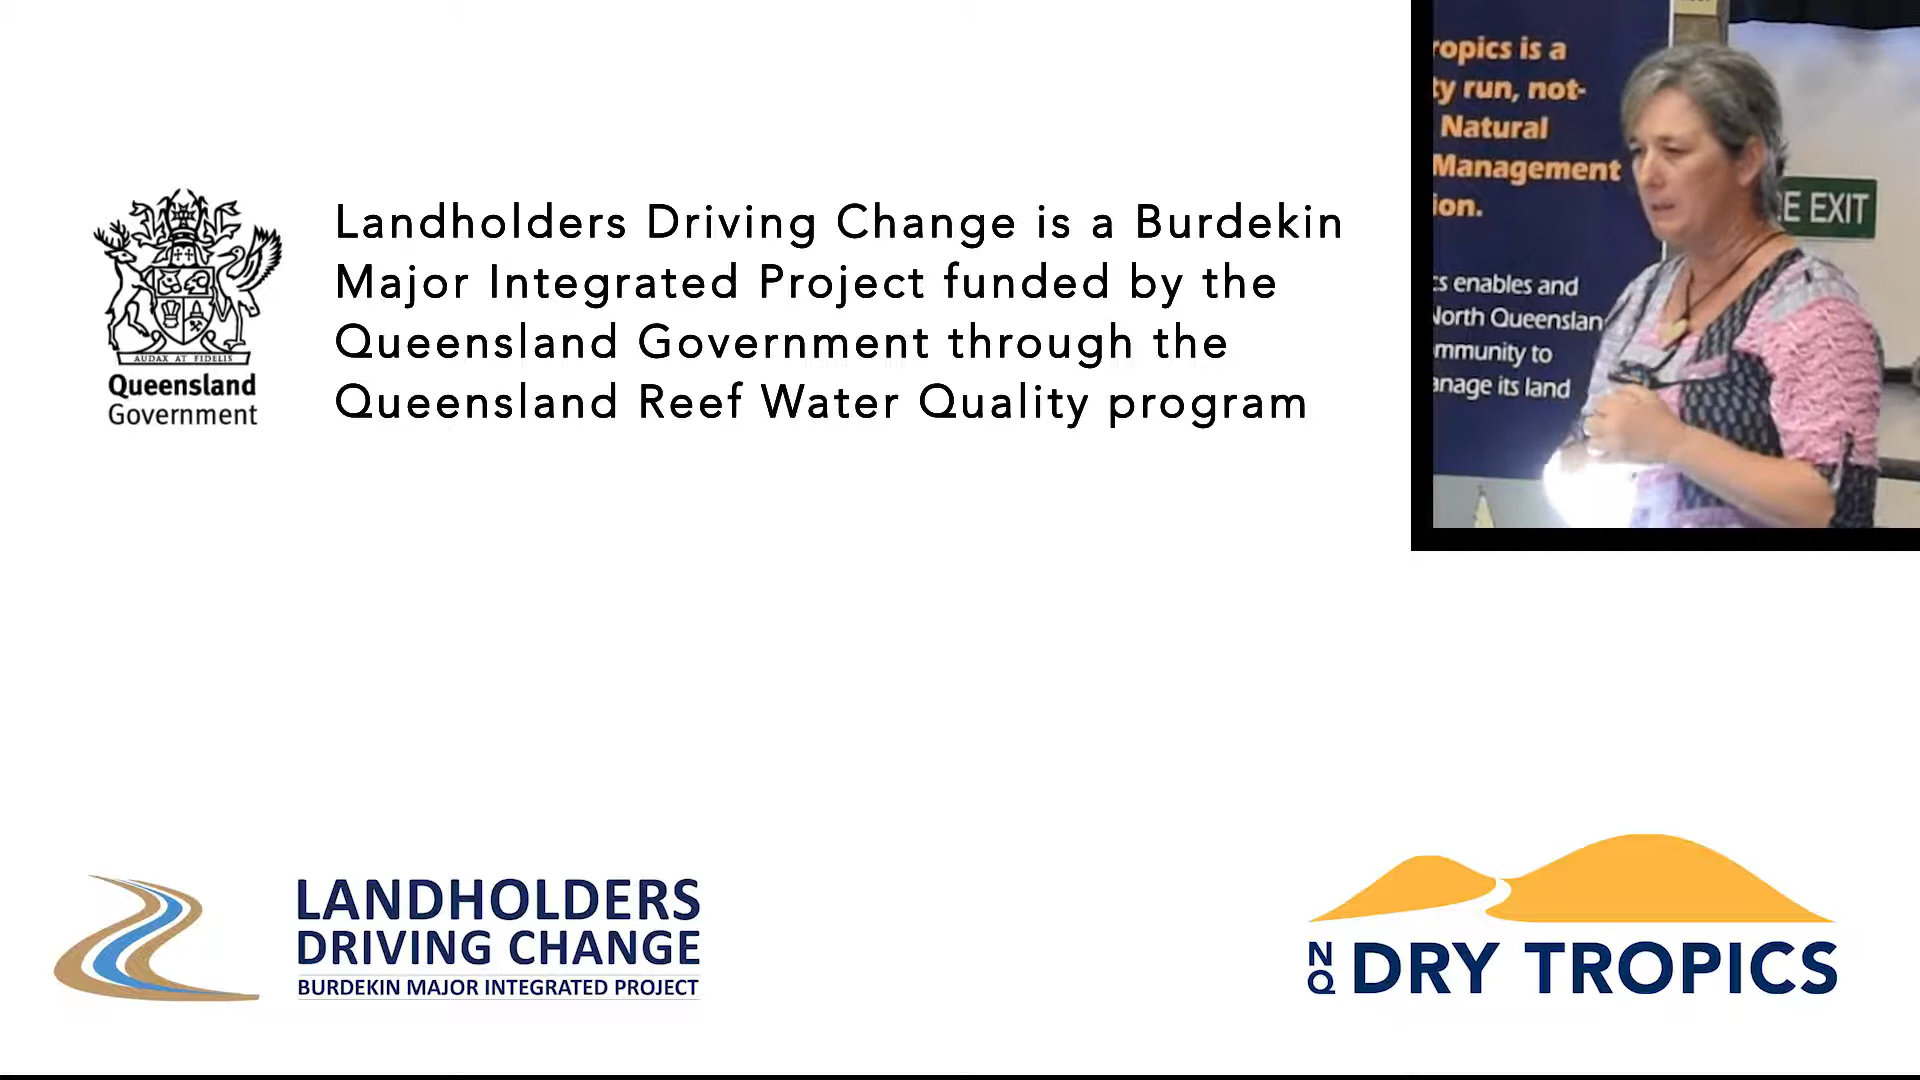 AUDAX AT FIDELIS
Queensland
Government
Landholders Driving Change is a Burdekin
Major Integrated Project funded by the
Queensland Government through the
Queensland Reef Water Quality program
ropics is a
ty run, not-
Natural
Management
ion.
cs enables and
North Queenslan
mmunity to
anage its land
E EXIT
LANDHOLDERS
DRIVING CHANGE
BURDEKIN MAJOR INTEGRATED PROJECT
NQ DRY TROPICS